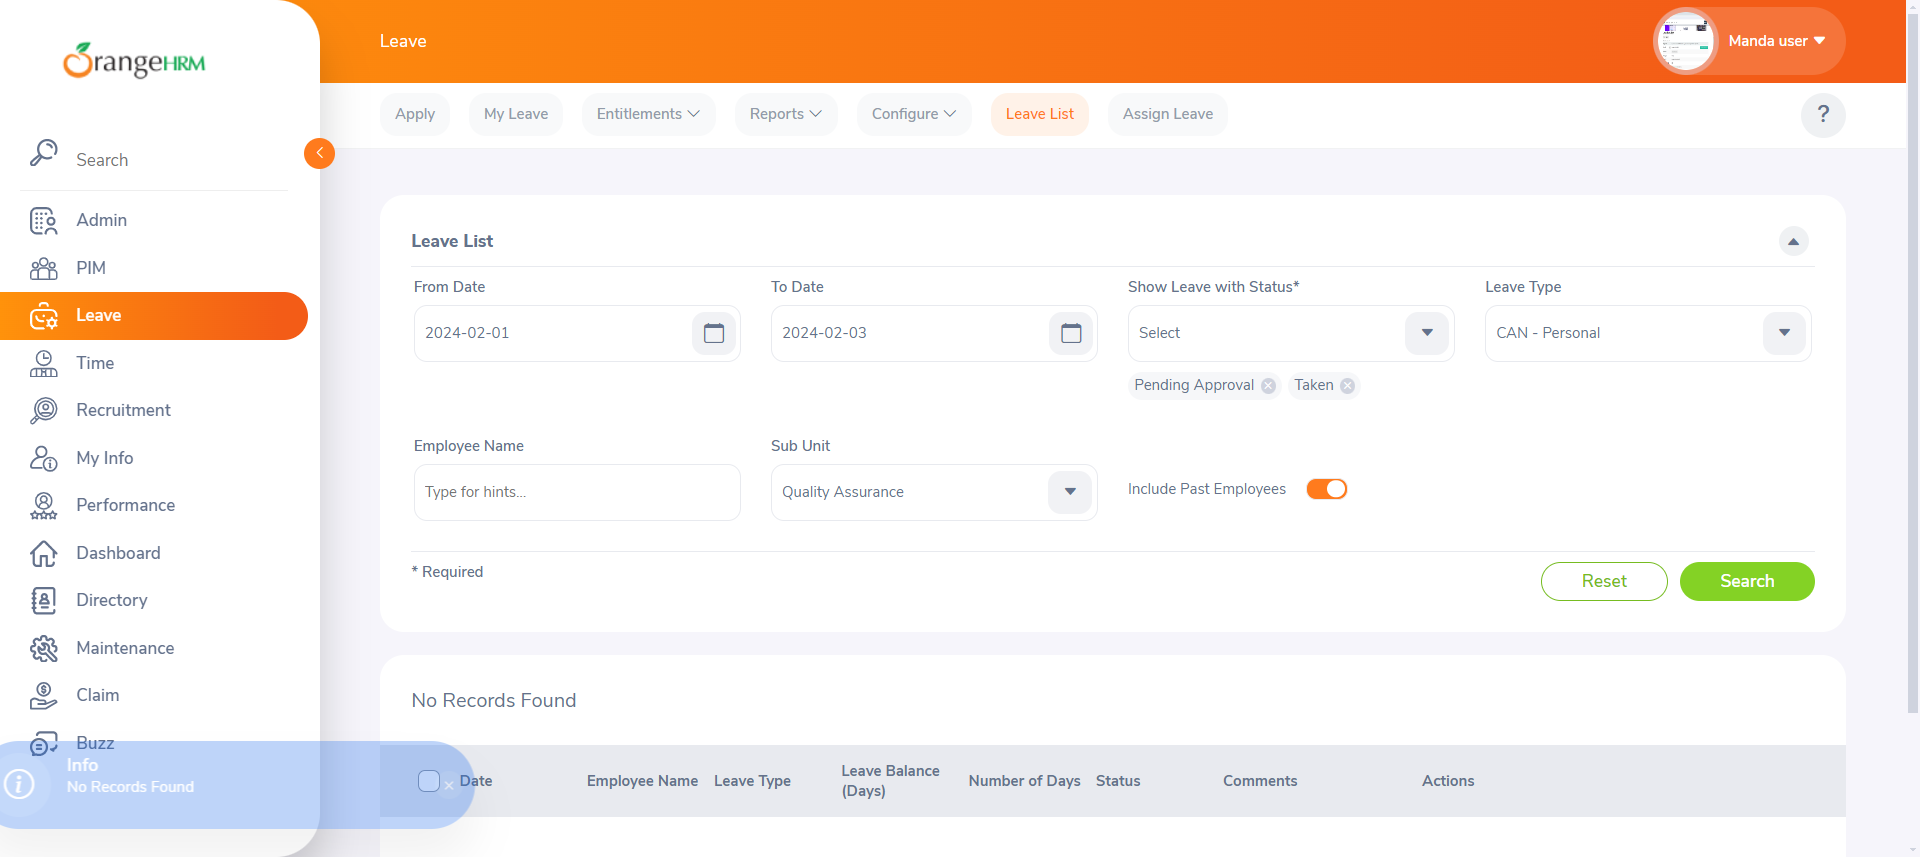 OrangeHRM
Leave
Manda user
Apply
My Leave
Entitlements
Reports
Configure
Leave List
Assign Leave
?
Search
Admin
PIM
Leave
Time
Recruitment
My Info
Performance
Dashboard
Directory
Maintenance
Claim
Buzz
Info
No Records Found
Leave List
From Date
To Date
Show Leave with Status*
Leave Type
2024-02-01
2024-02-03
Select
CAN - Personal
Pending Approval
Taken
Employee Name
Sub Unit
Type for hints...
Quality Assurance
Include Past Employees
* Required
Reset
Search
No Records Found
Date
Employee Name
Leave Type
Leave Balance
(Days)
Number of Days
Status
Comments
Actions